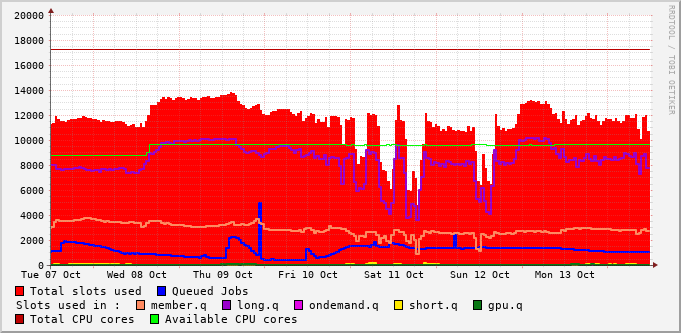 RRDTOOL / TOBI OETIKER
20000
18000
16000
14000
12000
10000
8000
6000
4000
2000
0
Tue 07 Oct Wed 08 Oct Thu 09 Oct Fri 10 Oct Sat 11 Oct Sun 12 Oct Mon 13 Oct
Total slots used Queued Jobs
Slots used in : member.q long.q ondemand.q short.q gpu.q
Total CPU cores Available CPU cores